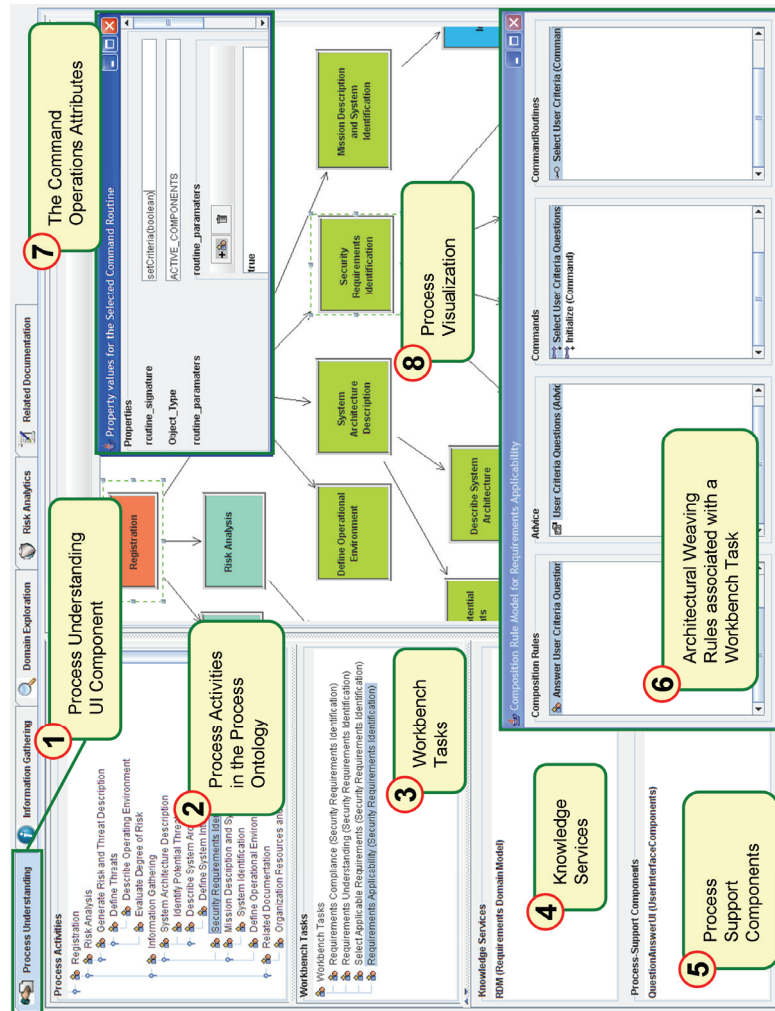 Process Understanding
Information Gathering
Domain Exploration
Risk Analytics
Related Documentation
1
Process Understanding
UI Component
7
The Command
Operations Attributes
Process Activities
Registration
Risk Analysis
Generate Risk and Threat Description
Define Threats
Describe Operating Environment
Evaluate Degree of Risk
Information Gathering
System Architecture Description
Identify Potential Threat
Describe System Arc
Define System Int
Security Requirements Iden
Mission Description and Sy
System Identification
Define Operational Environ
Related Documentation
Organization Resources and
2
Process Activities
in the Process
Ontology
Workbench Tasks
Workbench Tasks
Requirements Compliance (Security Requirements Identification)
Requirements Understanding (Security Requirements Identification)
Select Applicable Requirements (Security Requirements Identification)
Requirements Applicability (Security Requirements Identification)
3
Workbench
Tasks
Knowledge Services
RDM (Requirements DomainModel)
4
Knowledge
Services
Process-Support Components
QuestionAnswerUI (UserInterfaceComponents)
5
Process
Support
Components
Registration
Risk Analysis
Define Operational
Environment
System
Architecture
Description
Security
Requirements
Identification
Mission Description
and System
Identification
Describe System
Architecture
8
Process
Visualization
Property values for the Selected Command Routine
Properties
routine_signature
setCriteria(boolean)
Object_Type
ACTIVE_COMPONENTS
routine_paramaters
routine_paramaters
true
Composition Rule Model for Requirements Applicability
Composition Rules
Answer User Criteria Question
Advice
User Criteria Questions (Advic
Commands
Select User Criteria Questions
Initialize (Command)
CommandRoutines
Select User Criteria (Comman
6
Architectural Weaving
Rules associated with a
Workbench Task